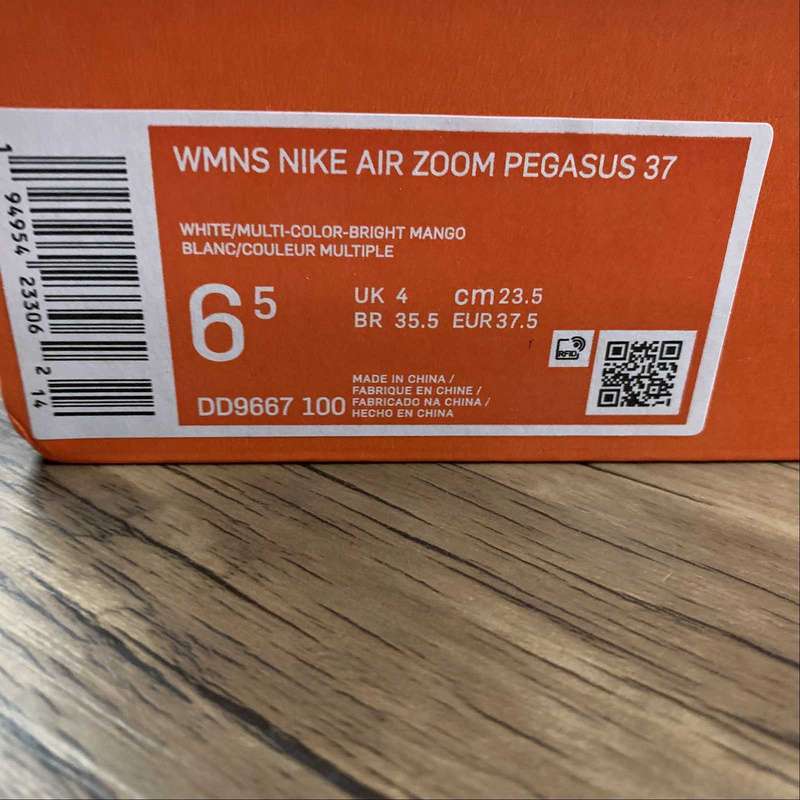 WMNS NIKE AIR ZOOM PEGASUS 37
WHITE/MULTI-COLOR-BRIGHT MANGO
BLANC/COULEUR MULTIPLE
6 5
UK 4 cm 23.5
BR 35.5 EUR 37.5
RFID
DD9667 100
MADE IN CHINA /
FABRIQUE EN CHINE /
FABRICADO NA CHINA /
HECHO EN CHINA
1 94954 23306 2 14